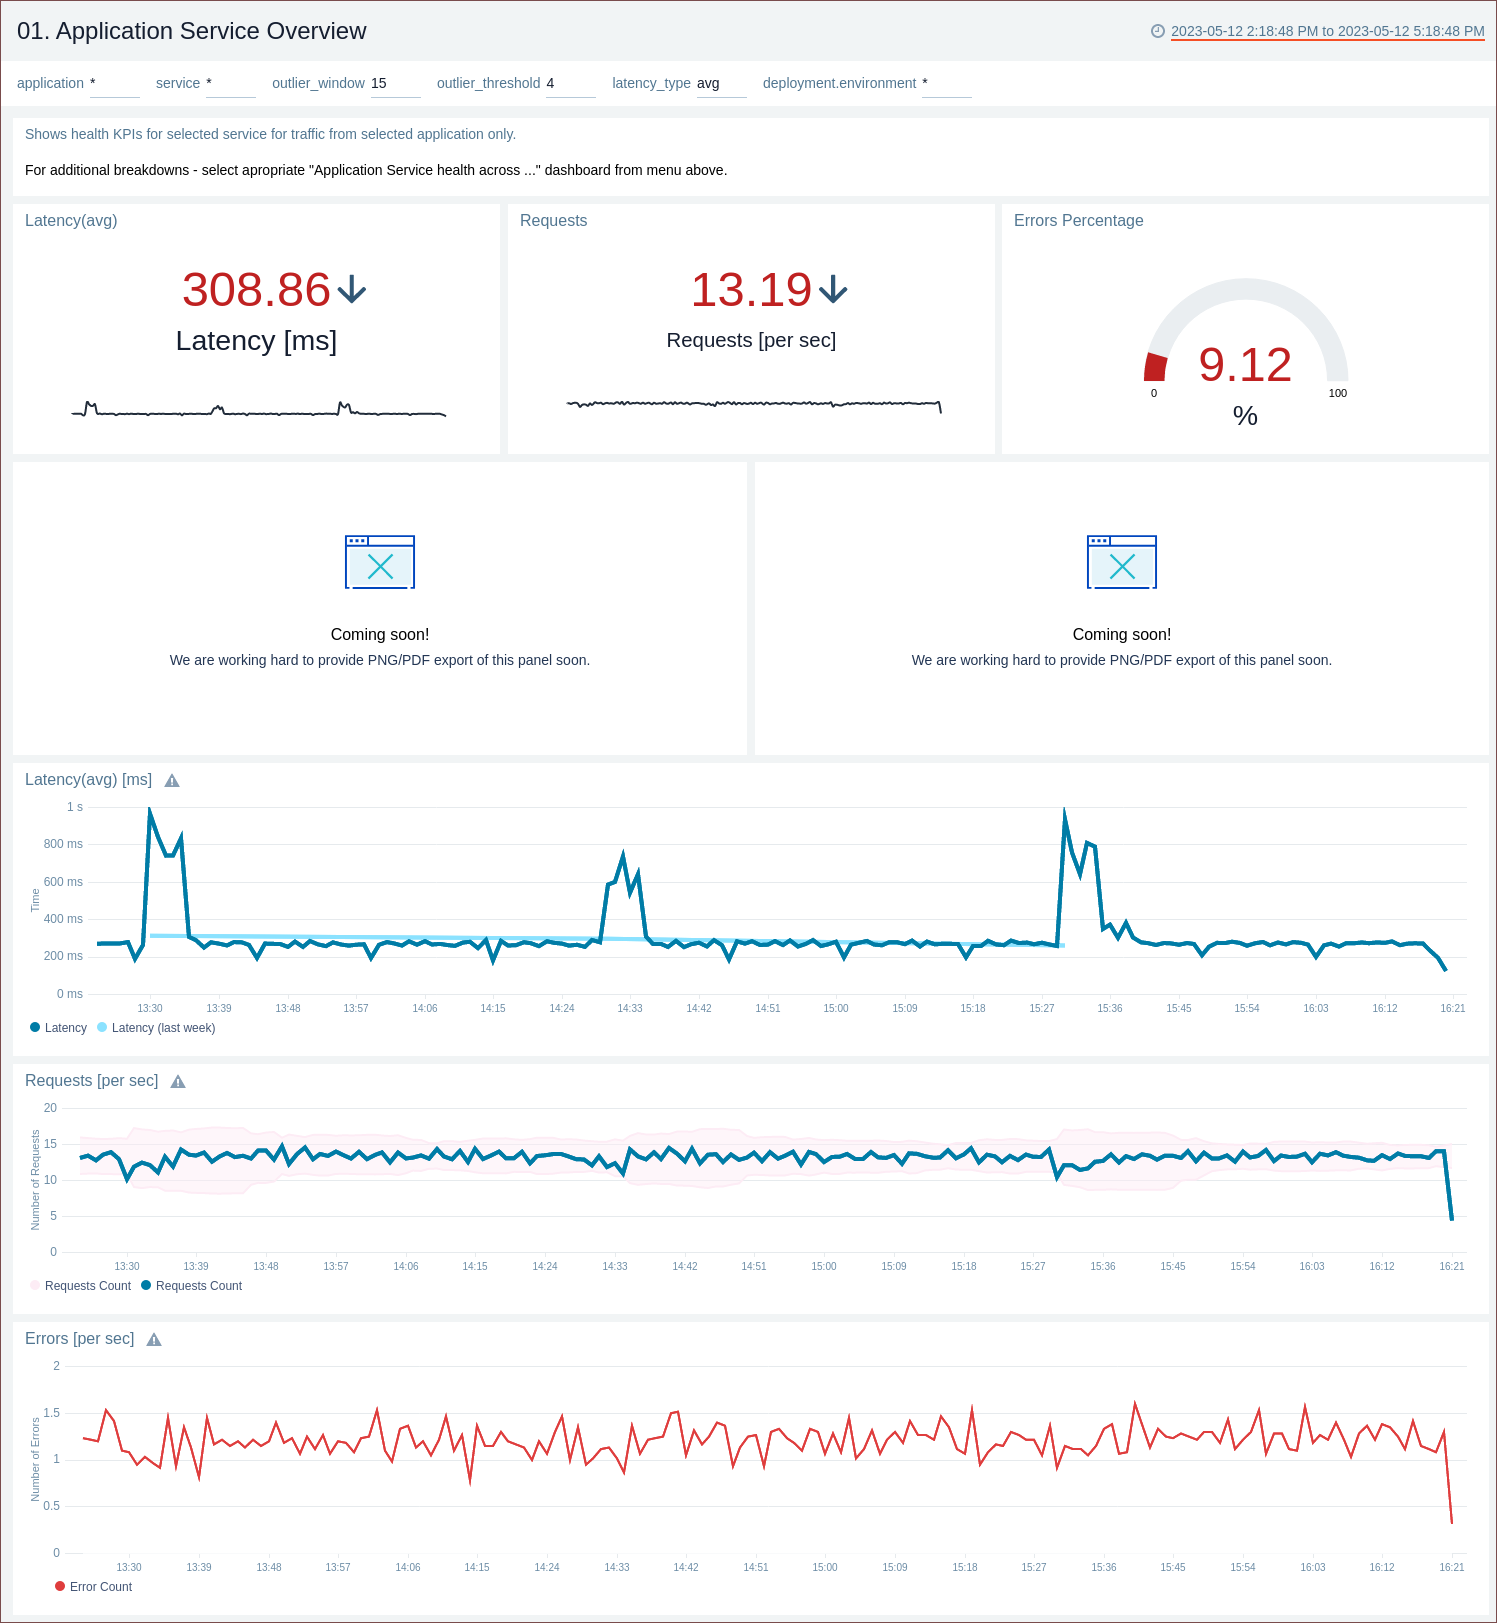 01. Application Service Overview
2023-05-12 2:18:48 PM to 2023-05-12 5:18:48 PM
application * service * outlier_window 15 outlier_threshold 4 latency_type avg deployment.environment *
Shows health KPIs for selected service for traffic from selected application only.
For additional breakdowns - select apropriate "Application Service health across ..." dashboard from menu above.
Latency(avg)
308.86
Latency [ms]
Requests
13.19
Requests [per sec]
Errors Percentage
9.12
0 100
%
Coming soon!
We are working hard to provide PNG/PDF export of this panel soon.
Coming soon!
We are working hard to provide PNG/PDF export of this panel soon.
Latency(avg) [ms]
Time
1 s
800 ms
600 ms
400 ms
200 ms
0 ms
13:30 13:39 13:48 13:57 14:06 14:15 14:24 14:33 14:42 14:51 15:00 15:09 15:18 15:27 15:36 15:45 15:54 16:03 16:12 16:21
Latency Latency (last week)
Requests [per sec]
Number of Requests
20
15
10
5
0
13:30 13:39 13:48 13:57 14:06 14:15 14:24 14:33 14:42 14:51 15:00 15:09 15:18 15:27 15:36 15:45 15:54 16:03 16:12 16:21
Requests Count Requests Count
Errors [per sec]
Number of Errors
2
1.5
1
0.5
0
13:30 13:39 13:48 13:57 14:06 14:15 14:24 14:33 14:42 14:51 15:00 15:09 15:18 15:27 15:36 15:45 15:54 16:03 16:12 16:21
Error Count